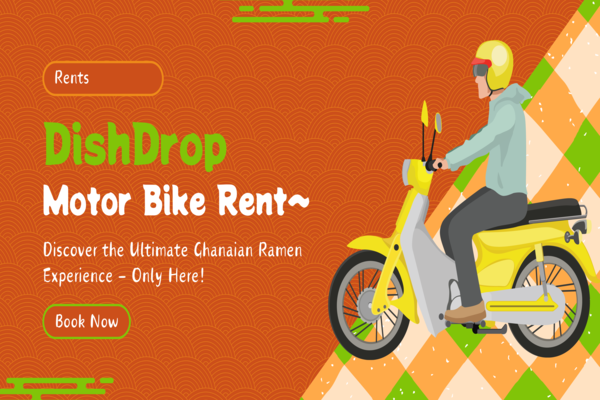 Rents
DishDrop
Motor Bike Rent~
Discover the Ultimate Ghanaian Ramen
Experience – Only Here!
Book Now